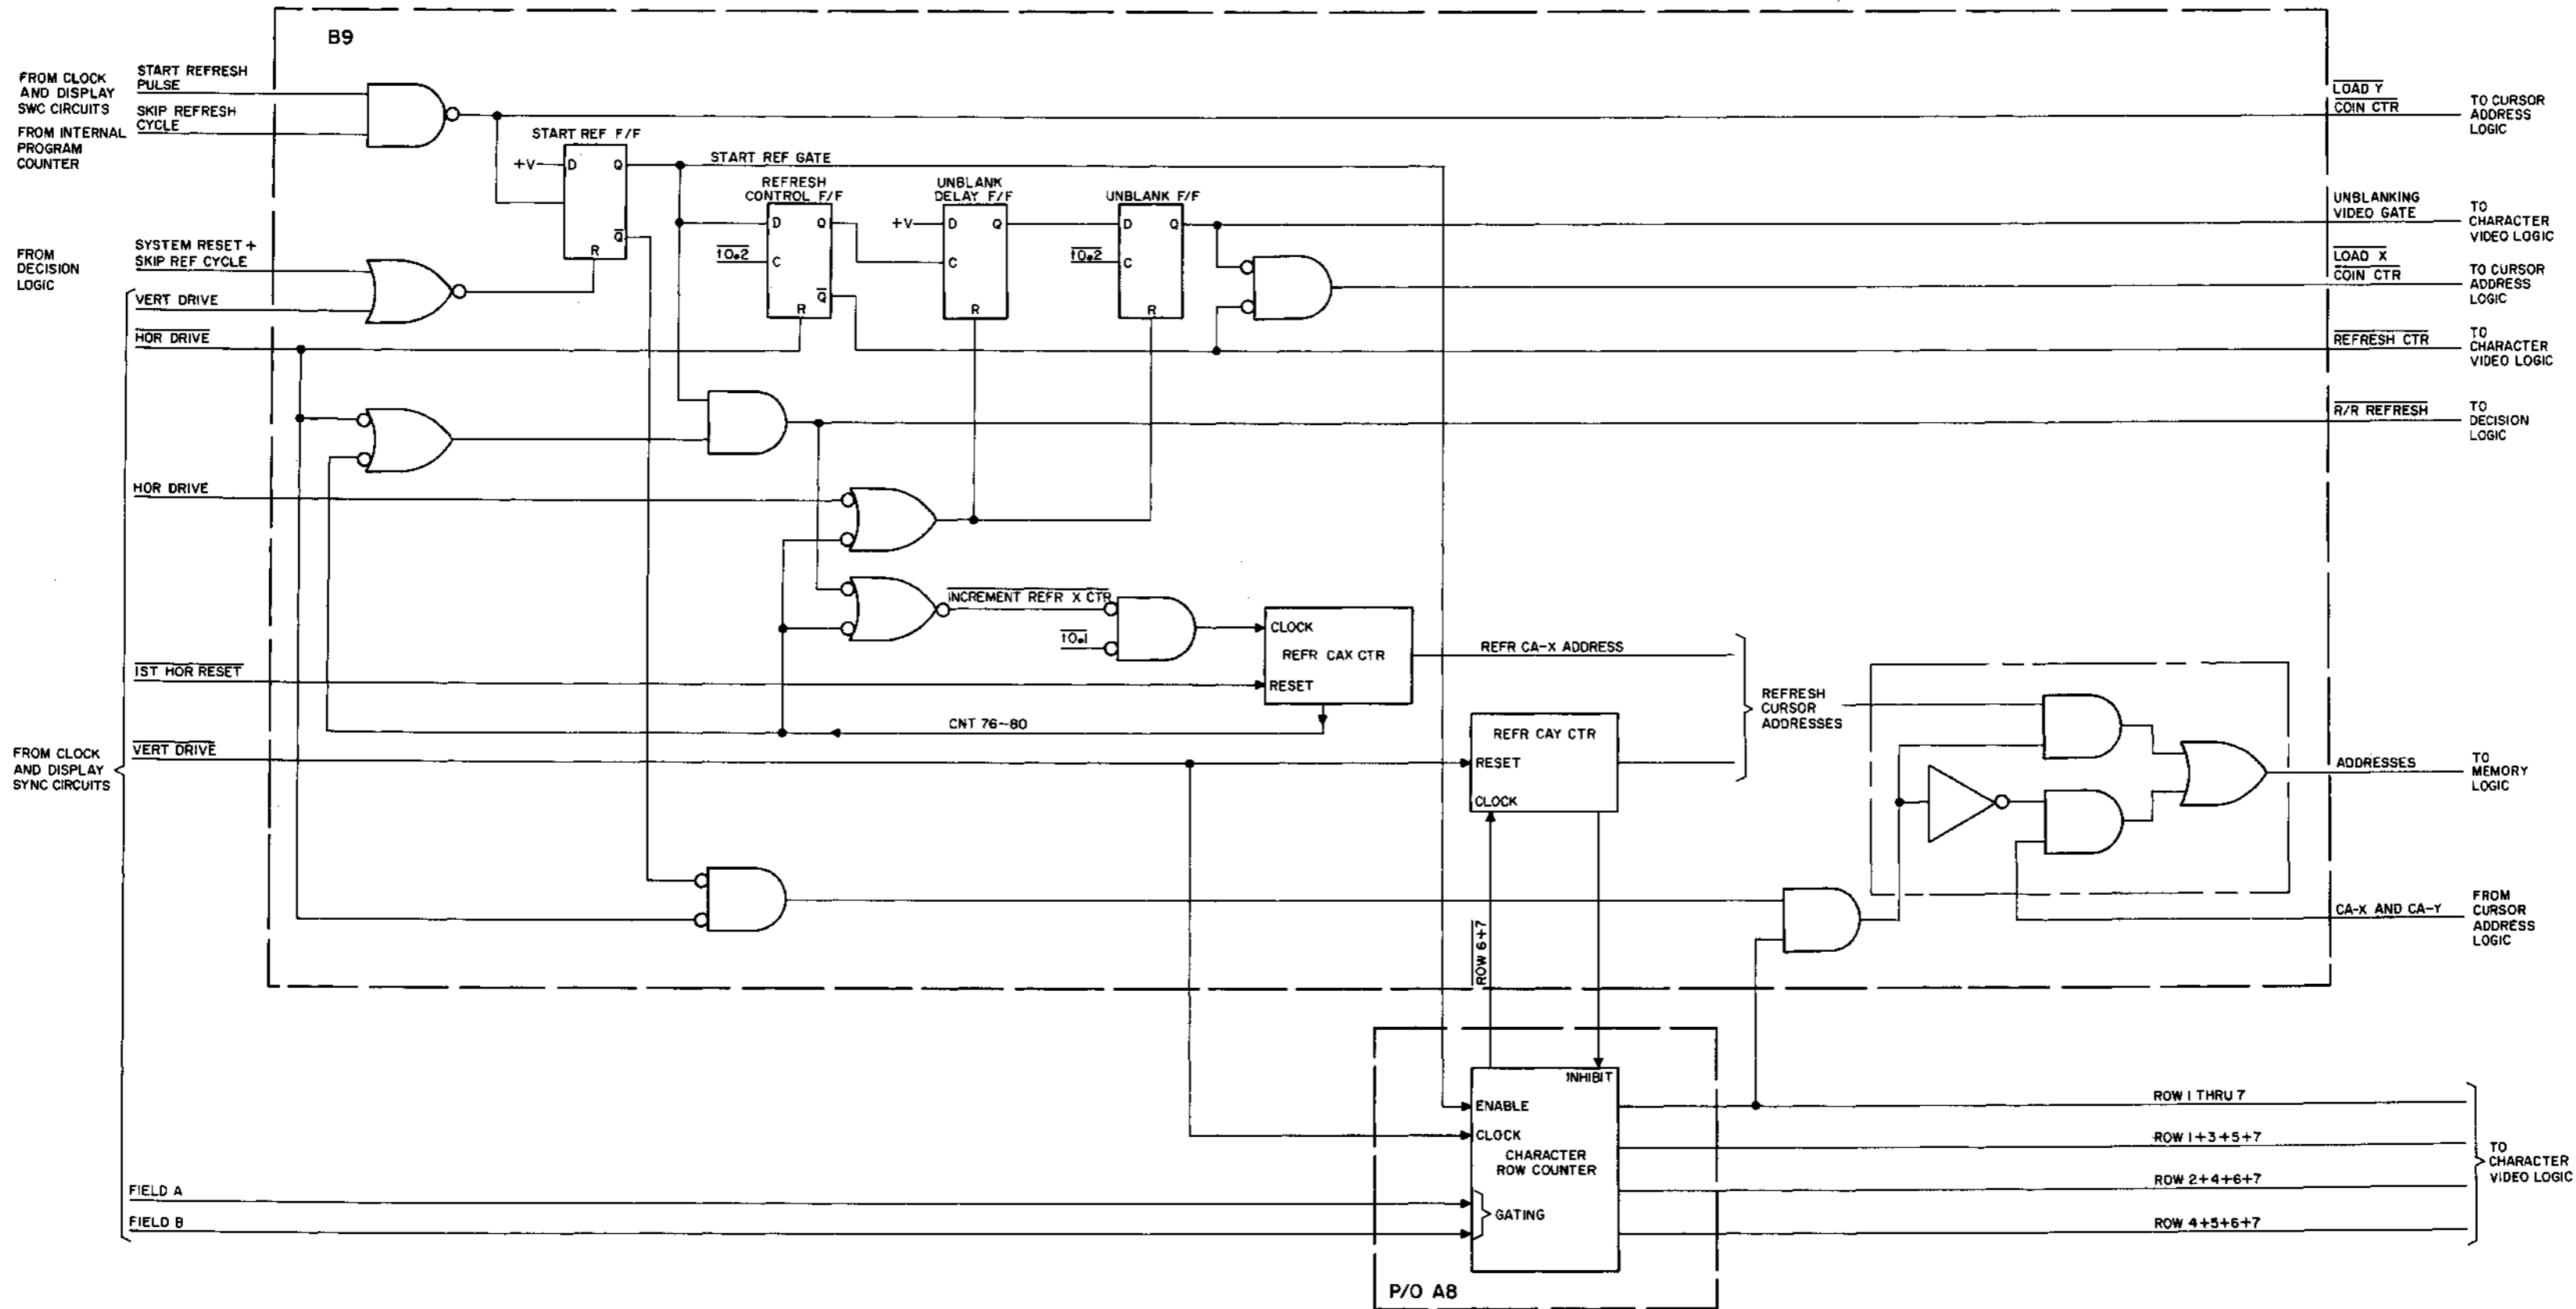 B9
FROM CLOCK
AND DISPLAY
SWC CIRCUITS
START REFRESH
PULSE
SKIP REFRESH
CYCLE
FROM INTERNAL
PROGRAM
COUNTER
LOAD Y
COIN CTR
TO CURSOR
ADDRESS
LOGIC
START REF F/F
+V
D
Q
Q
R
START REF GATE
REFRESH
CONTROL F/F
D
Q
t0.2
C
Q
R
UNBLANK
DELAY F/F
+V
D
Q
C
R
UNBLANK F/F
D
Q
t0.2
C
R
UNBLANKING
VIDEO GATE
TO
CHARACTER
VIDEO LOGIC
FROM
DECISION
LOGIC
SYSTEM RESET +
SKIP REF CYCLE
VERT DRIVE
HOR DRIVE
LOAD X
COIN CTR
TO CURSOR
ADDRESS
LOGIC
REFRESH CTR
TO
CHARACTER
VIDEO LOGIC
R/R REFRESH
TO
DECISION
LOGIC
HOR DRIVE
INCREMENT REFR X CTR
t0.1
CLOCK
REFR CAX CTR
RESET
REFR CA-X ADDRESS
1ST HOR RESET
CNT 76-80
REFRESH
CURSOR
ADDRESSES
FROM CLOCK
AND DISPLAY
SYNC CIRCUITS
VERT DRIVE
REFR CAY CTR
RESET
CLOCK
ADDRESSES
TO
MEMORY
LOGIC
CA-X AND CA-Y
FROM
CURSOR
ADDRESS
LOGIC
ROW 6+7
INHIBIT
ENABLE
CLOCK
CHARACTER
ROW COUNTER
GATING
ROW 1 THRU 7
ROW 1+3+5+7
ROW 2+4+6+7
ROW 4+5+6+7
TO
CHARACTER
VIDEO LOGIC
FIELD A
FIELD B
P/O A8